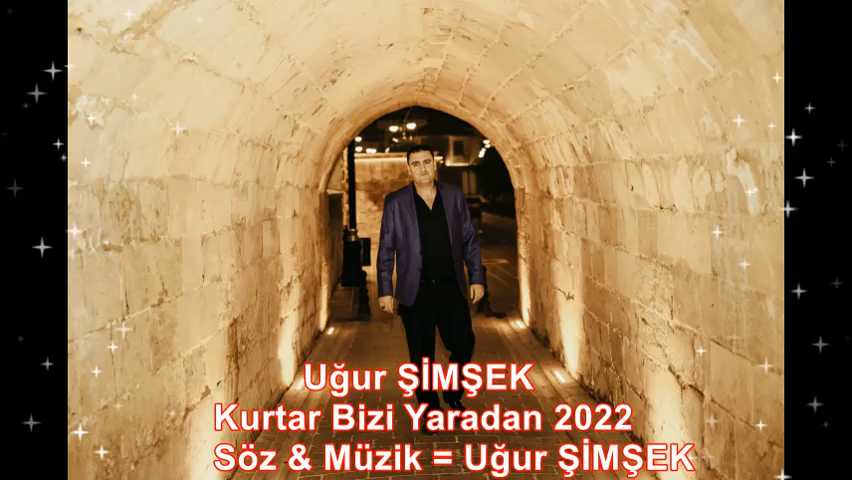 Uğur ŞİMŞEK
Kurtar Bizi Yaradan 2022
Söz & Müzik = Uğur ŞİMŞEK